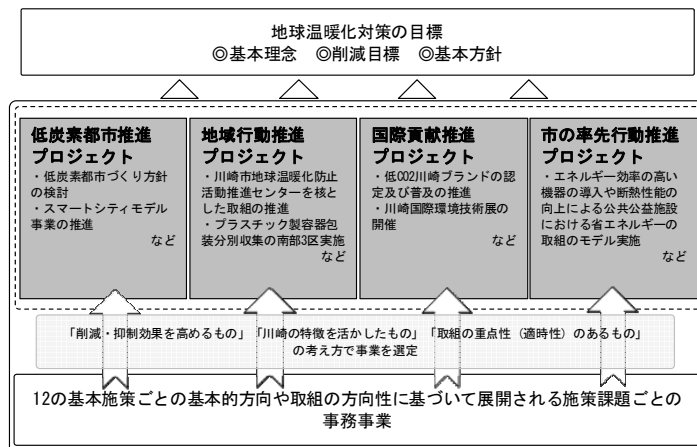 地球温暖化対策の目標
◎基本理念　◎削減目標　◎基本方針
低炭素都市推進
プロジェクト
・低炭素都市づくり方針
の検討
・スマートシティモデル
事業の推進
など
地域行動推進
プロジェクト
・川崎市地球温暖化防止
活動推進センターを核と
した取組の推進
・プラスチック製容器包
装分別収集の南部3区実施
など
国際貢献推進
プロジェクト
・低CO2川崎ブランドの認
定及び普及の推進
・川崎国際環境技術展の
開催
など
市の率先行動推進
プロジェクト
・エネルギー効率の高い
機器の導入や断熱性能の
向上による公共公益施設
における省エネルギーの
取組のモデル実施
など
「削減・抑制効果を高めるもの」「川崎の特徴を活かしたもの」「取組の重点性（適時性）のあるもの」
の考え方で事業を選定
12の基本施策ごとの基本的方向や取組の方向性に基づいて展開される施策課題ごとの
事務事業